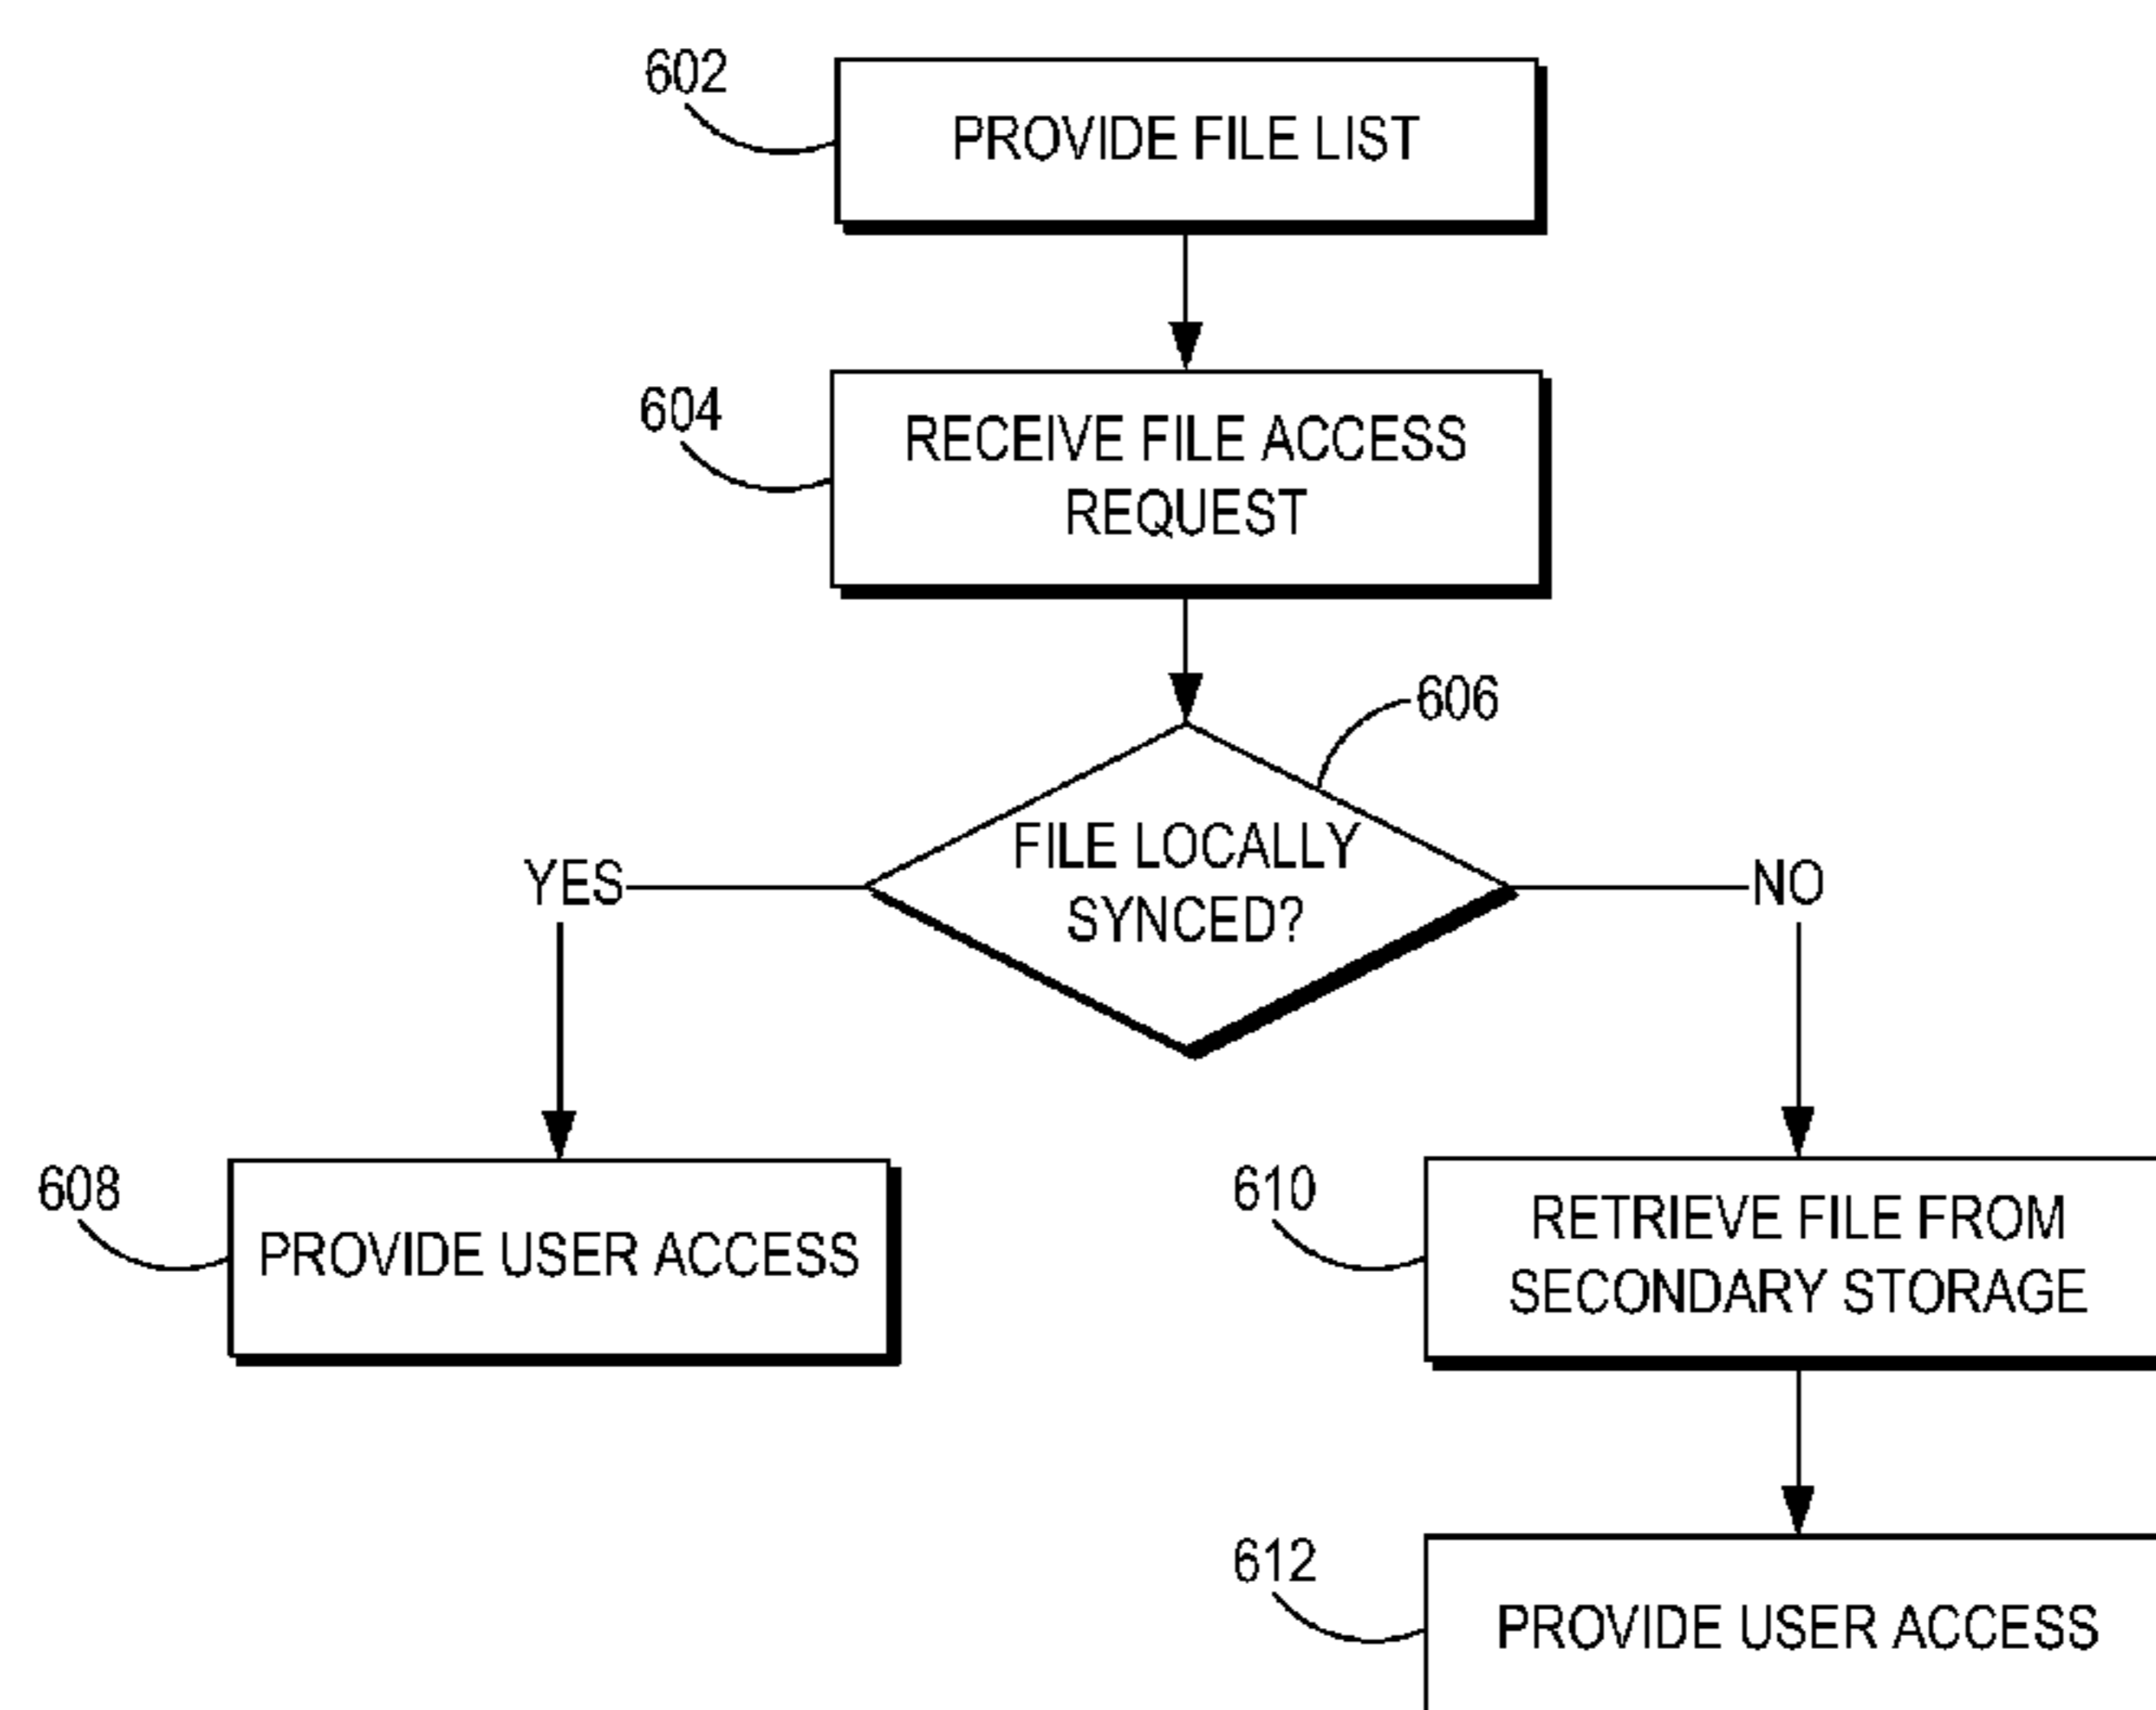 602
PROVIDE FILE LIST
604
RECEIVE FILE ACCESS
REQUEST
606
FILE LOCALLY
SYNCED?
YES
NO
608
PROVIDE USER ACCESS
610
RETRIEVE FILE FROM
SECONDARY STORAGE
612
PROVIDE USER ACCESS